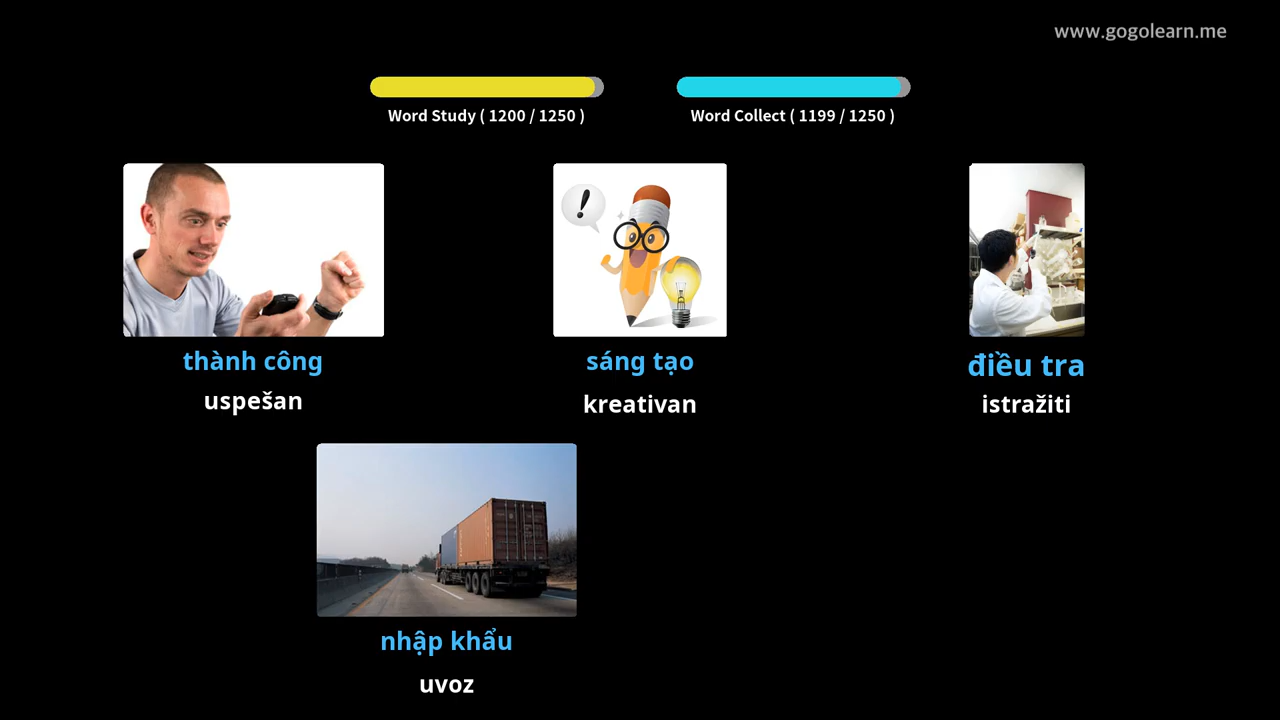 www.gogolearn.me
Word Study ( 1200 / 1250 )
Word Collect ( 1199 / 1250 )
thành công
sáng tạo
điều tra
uspešan
kreativan
istražiti
nhập khẩu
uvoz